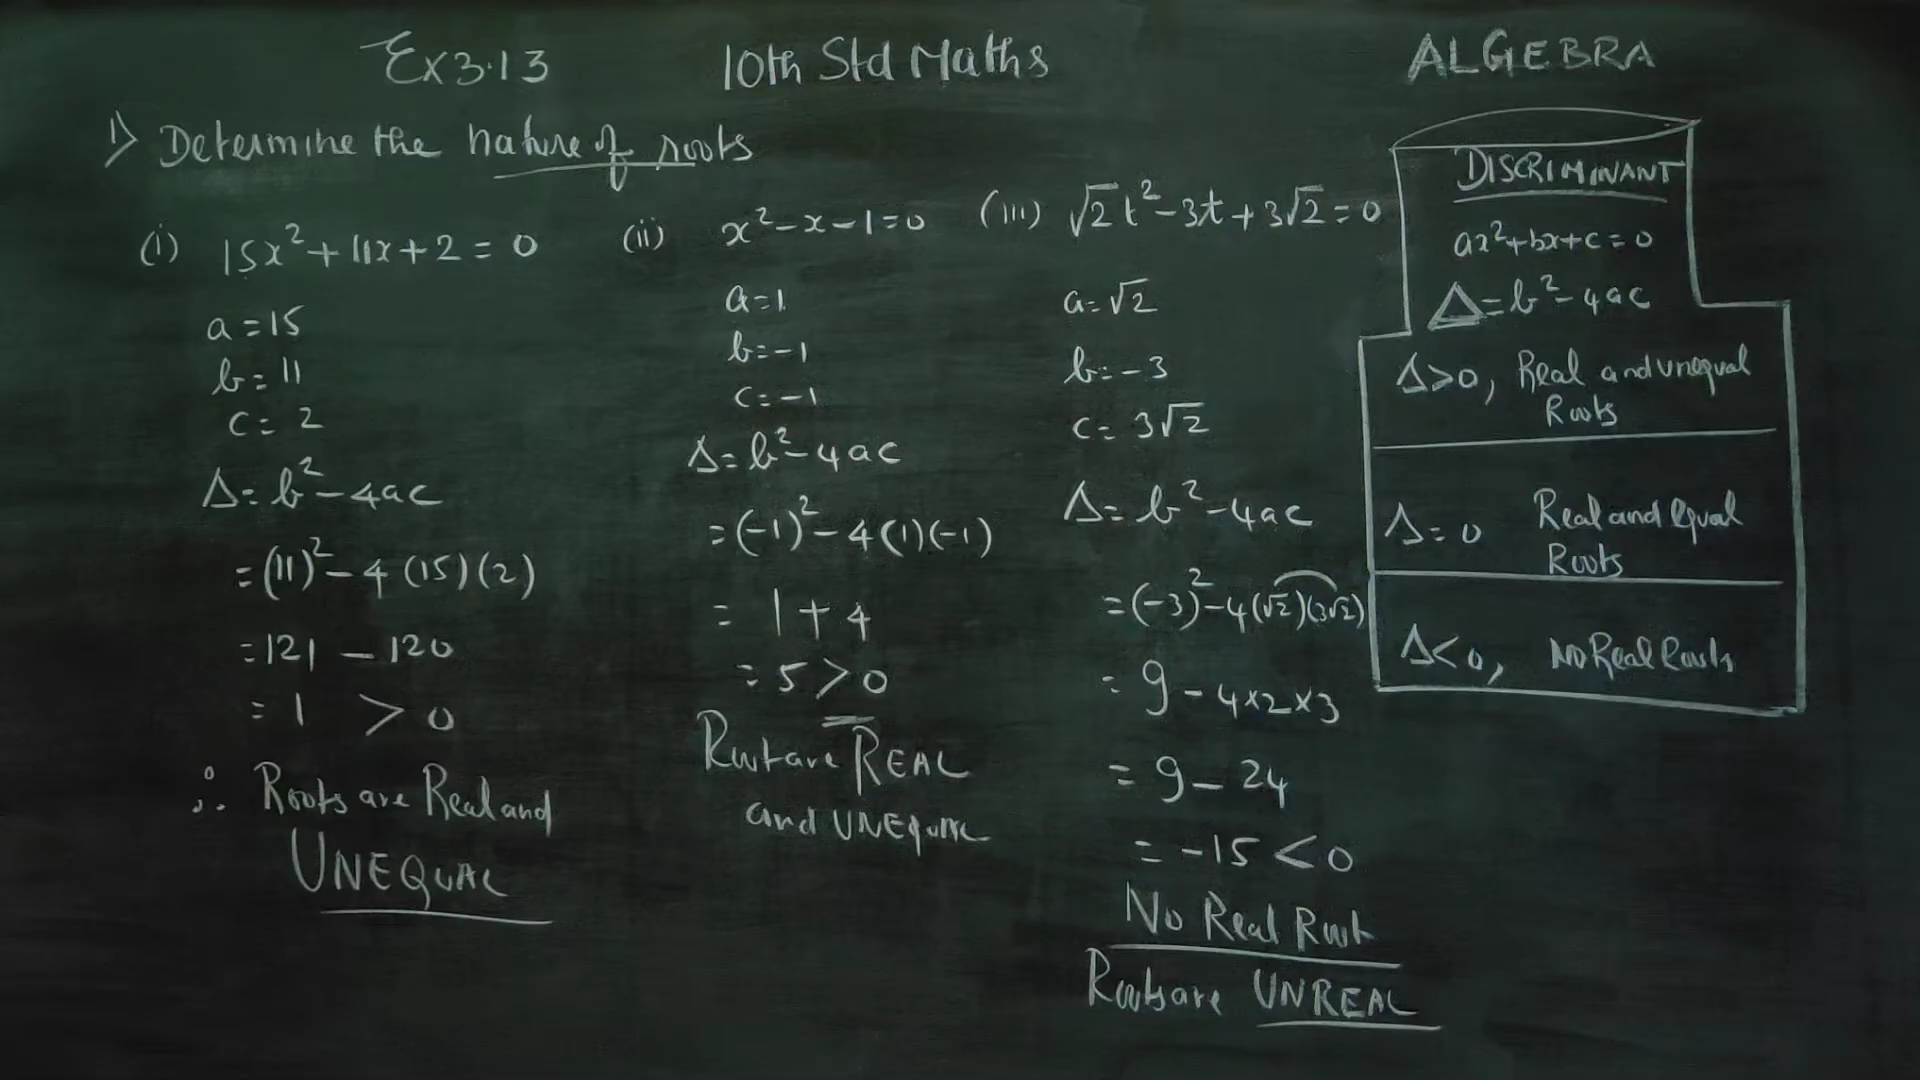 Ex 3.13
10th Std Maths
ALGEBRA
1) Determine the nature of roots
(i) 15x² + 11x + 2 = 0
a = 15
b = 11
c = 2
Δ = b² - 4ac
= (11)² - 4 (15)(2)
= 121 - 120
= 1 > 0
∴ Roots are Real and
UNEQUAL
(ii) x² - x - 1 = 0
a = 1
b = -1
c = -1
Δ = b² - 4ac
= (-1)² - 4(1)(-1)
= 1 + 4
= 5 > 0
Root are REAL
and UNEQUAL
(iii) √2 t² - 3t + 3√2 = 0
a = √2
b = -3
c = 3√2
Δ = b² - 4ac
= (-3)² - 4(√2)(3√2)
= 9 - 4×2×3
= 9 - 24
= -15 < 0
No Real Root
Roots are UNREAL
DISCRIMINANT
ax² + bx + c = 0
Δ = b² - 4ac
Δ > 0, Real and unequal
Roots
Δ = 0 Real and Equal
Roots
Δ < 0, No Real Roots